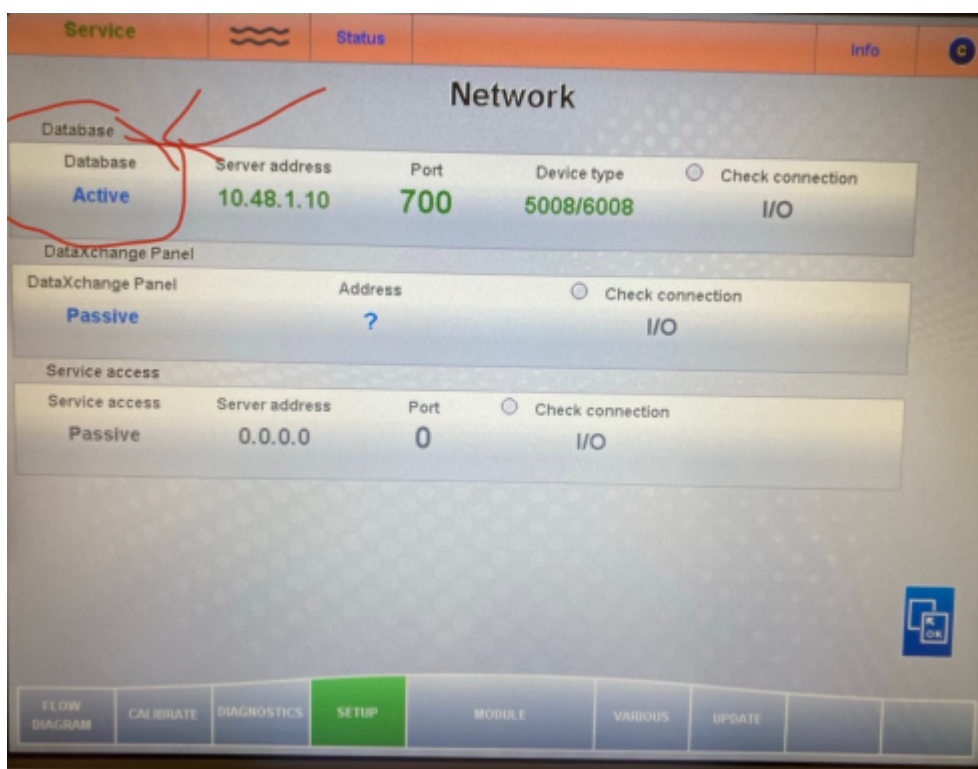 Service Status Info C
Network
Database
Database Server address Port Device type Check connection
Active 10.48.1.10 700 5008/6008 I/O
DataXchange Panel
DataXchange Panel Address Check connection
Passive ? I/O
Service access
Service access Server address Port Check connection
Passive 0.0.0.0 0 I/O
OK
FLOW DIAGRAM CALIBRATE DIAGNOSTICS SETUP MODULE VARIOUS UPDATE